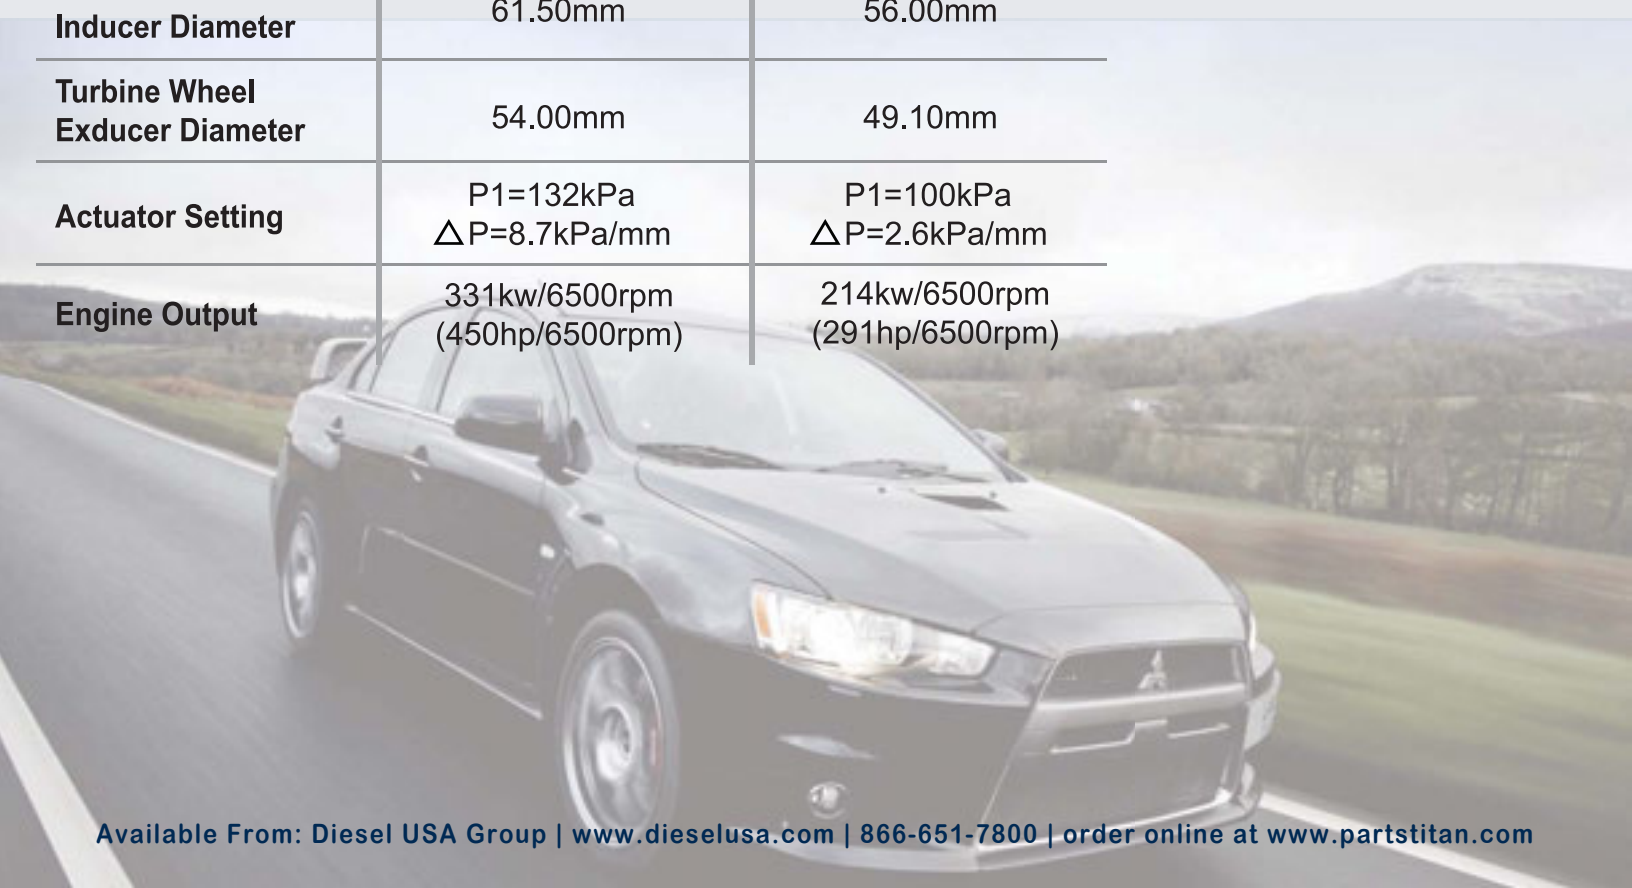 Inducer Diameter
61.50mm
56.00mm
Turbine Wheel
Exducer Diameter
54.00mm
49.10mm
Actuator Setting
P1=132kPa
△P=8.7kPa/mm
P1=100kPa
△P=2.6kPa/mm
Engine Output
331kw/6500rpm
(450hp/6500rpm)
214kw/6500rpm
(291hp/6500rpm)
Available From: Diesel USA Group | www.dieselusa.com | 866-651-7800 | order online at www.partstitan.com